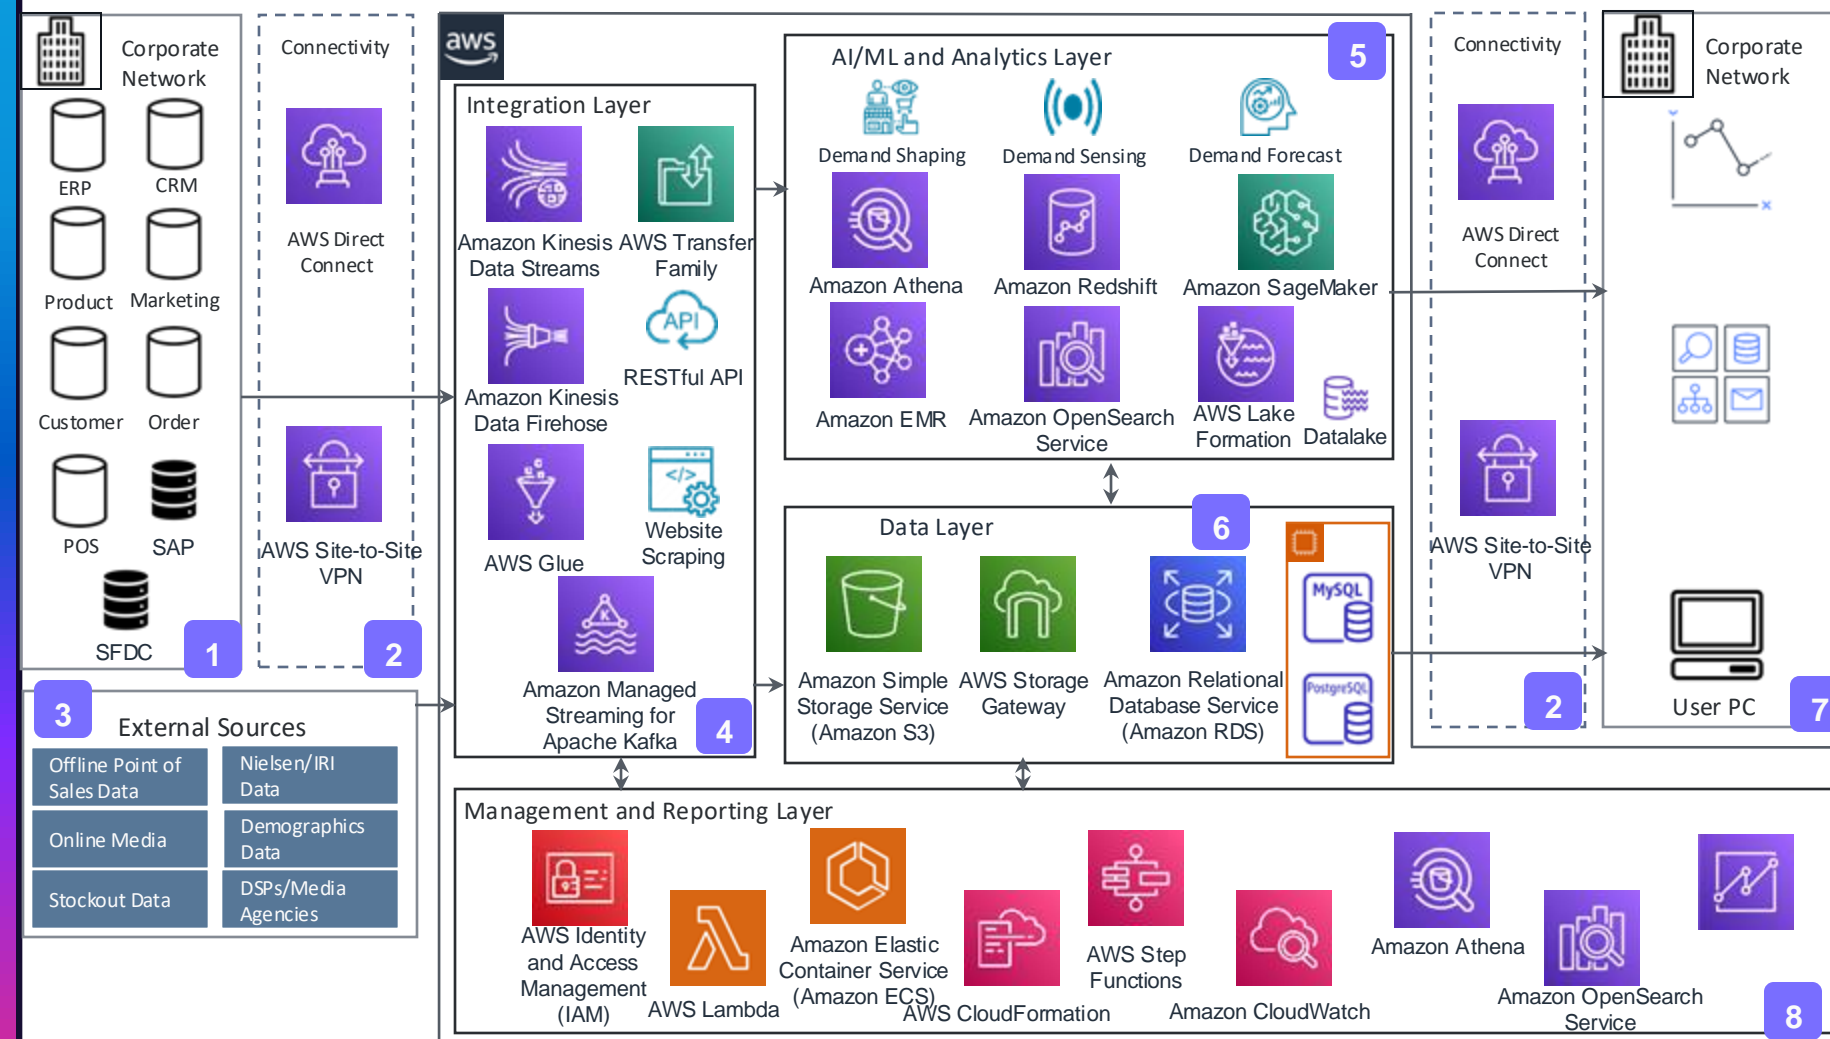 Corporate
Network
ERP
CRM
Product
Marketing
Customer
Order
POS
SAP
SFDC
1
Connectivity
AWS Direct
Connect
AWS Site-to-Site
VPN
2
3
External Sources
Offline Point of
Sales Data
Nielsen/IRI
Data
Online Media
Demographics
Data
Stockout Data
DSPs/Media
Agencies
aws
Integration Layer
Amazon Kinesis
Data Streams
AWS Transfer
Family
Amazon Kinesis
Data Firehose
API
RESTful API
AWS Glue
</>
Website
Scraping
K
Amazon Managed
Streaming for
Apache Kafka
4
AI/ML and Analytics Layer
5
Demand Shaping
Demand Sensing
Demand Forecast
Amazon Athena
Amazon Redshift
Amazon SageMaker
Amazon EMR
Amazon OpenSearch
Service
AWS Lake
Formation
Datalake
Data Layer
6
Amazon Simple
Storage Service
(Amazon S3)
AWS Storage
Gateway
Amazon Relational
Database Service
(Amazon RDS)
MySQL
PostgreSQL
Connectivity
AWS Direct
Connect
AWS Site-to-Site
VPN
2
Corporate
Network
User PC
7
Management and Reporting Layer
AWS Identity
and Access
Management
(IAM)
AWS Lambda
Amazon Elastic
Container Service
(Amazon ECS)
AWS CloudFormation
AWS Step
Functions
Amazon CloudWatch
Amazon Athena
Amazon OpenSearch
Service
8